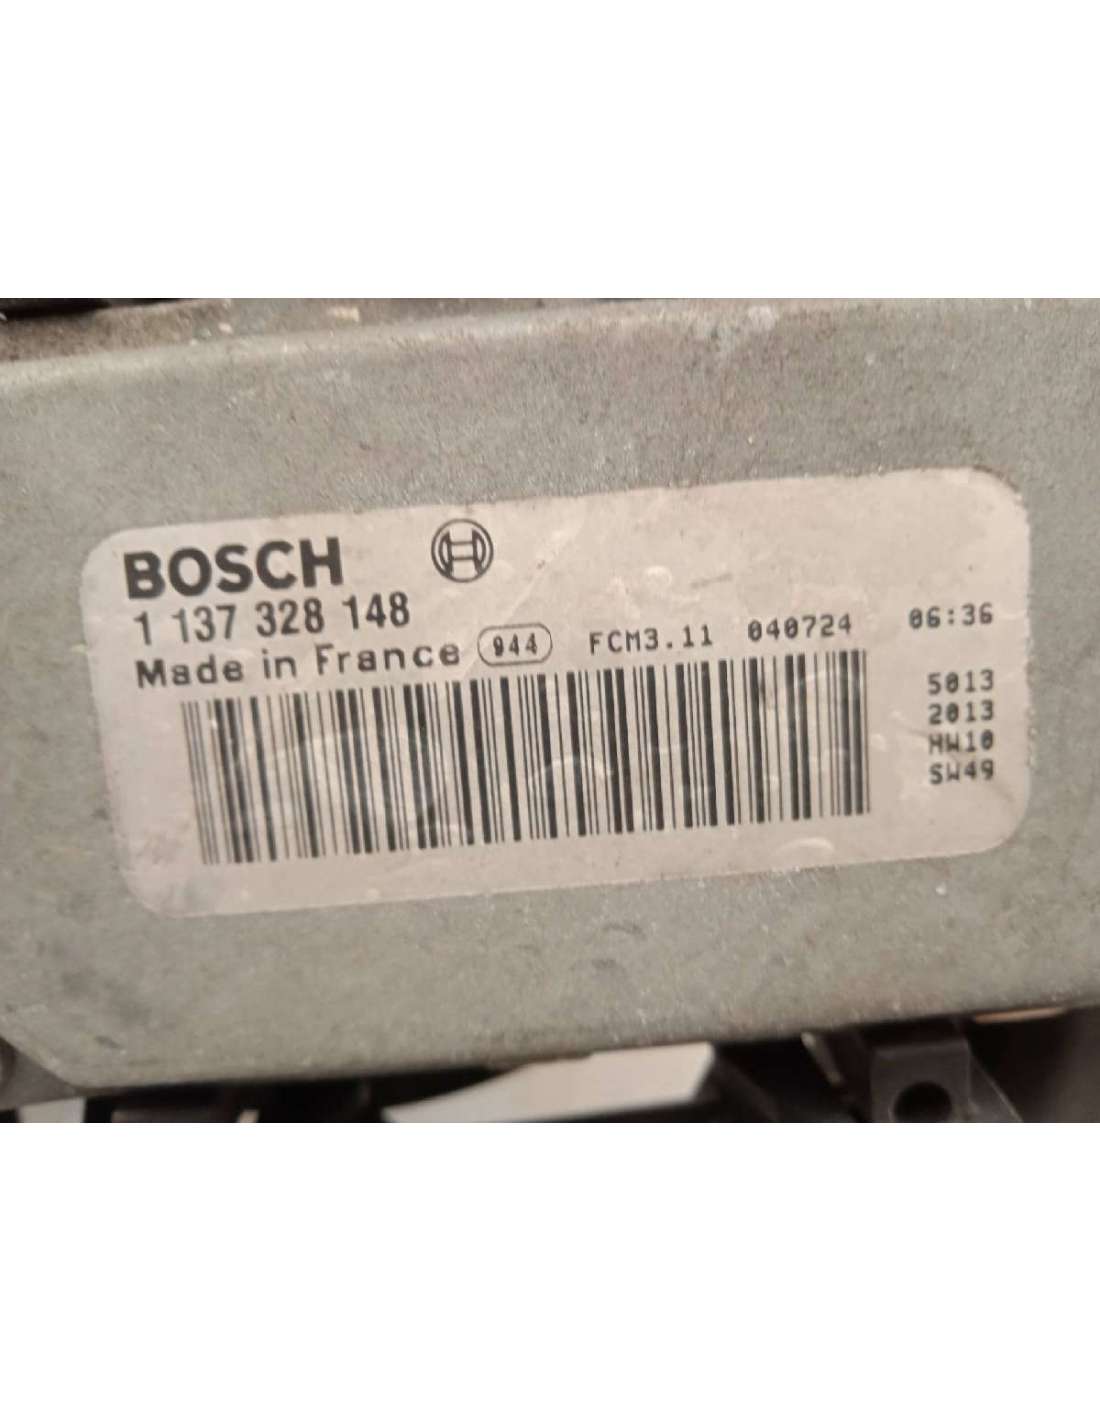 BOSCH
1 137 328 148
Made in France 944 FCM3.11 040724 06:36
5013
2013
HW10
SW49